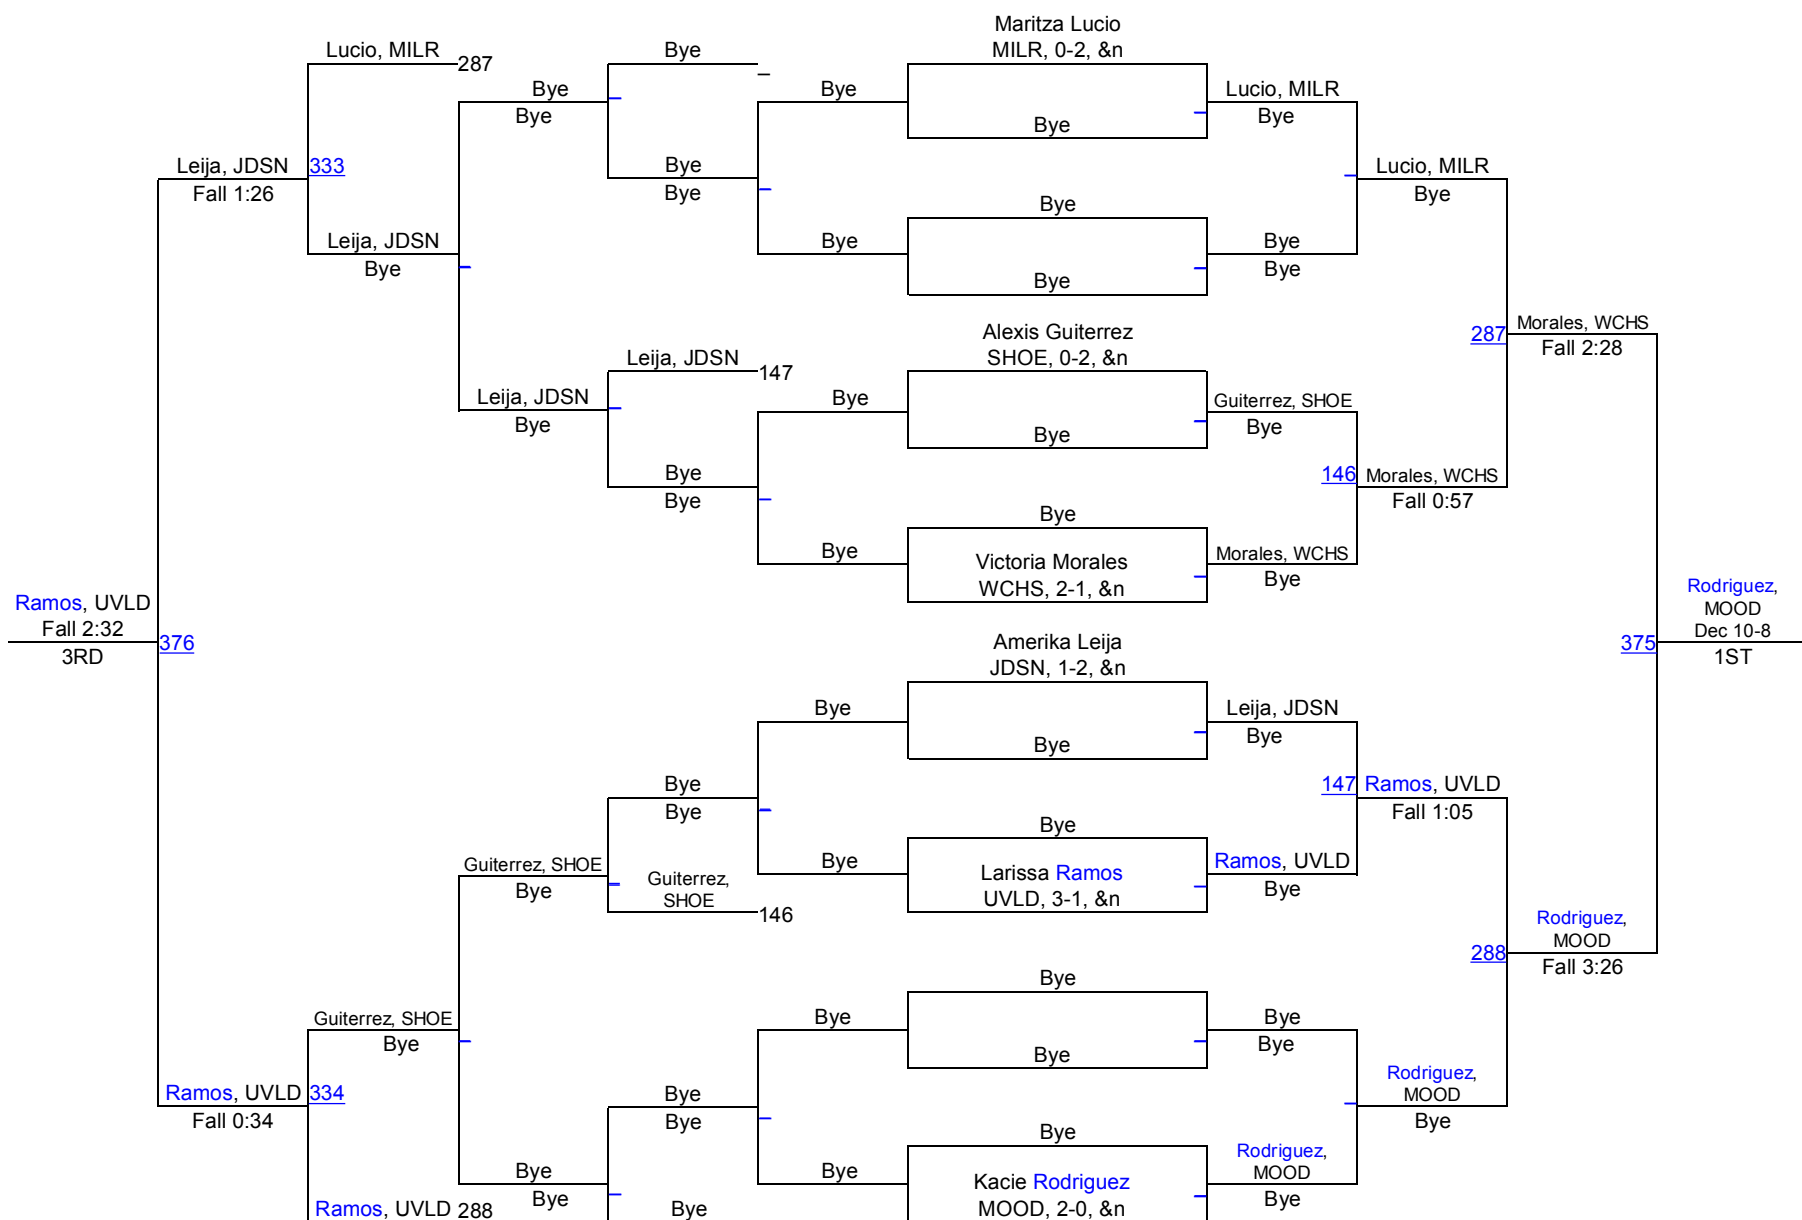 Maritza Lucio
Lucio, MILR
287
Bye
MILR, 0-2, &n
Bye
Bye
Bye
Lucio, MILR
Bye
Bye
Leija, JDSN
333
Bye
Lucio, MILR
Fall 1:26
Bye
Bye
Bye
Leija, JDSN
Bye
Bye
Bye
Bye
Bye
Alexis Guiterrez
Morales, WCHS
287
Leija, JDSN
147
SHOE, 0-2, &n
Fall 2:28
Leija, JDSN
Bye
Guiterrez, SHOE
Bye
Bye
Bye
Bye
146
Morales, WCHS
Bye
Fall 0:57
Bye
Bye
Victoria Morales
Morales, WCHS
WCHS, 2-1, &n
Bye
Ramos, UVLD
Fall 2:32
376
3RD
Rodriguez,
MOOD
Dec 10-8
375
1ST
Amerika Leija
JDSN, 1-2, &n
Bye
Leija, JDSN
Bye
Bye
Bye
147
Ramos, UVLD
Bye
Fall 1:05
Bye
Guiterrez, SHOE
Bye
Ramos, UVLD
Bye
Guiterrez,
SHOE
146
Larissa Ramos
UVLD, 3-1, &n
Bye
Rodriguez,
MOOD
288
Fall 3:26
Bye
Guiterrez, SHOE
Bye
Bye
Bye
Bye
Bye
Ramos, UVLD
334
Bye
Rodriguez,
MOOD
Fall 0:34
Bye
Bye
Bye
Bye
Bye
Bye
Rodriguez,
MOOD
Bye
Kacie Rodriguez
Bye
Ramos, UVLD
288
Bye
MOOD, 2-0, &n